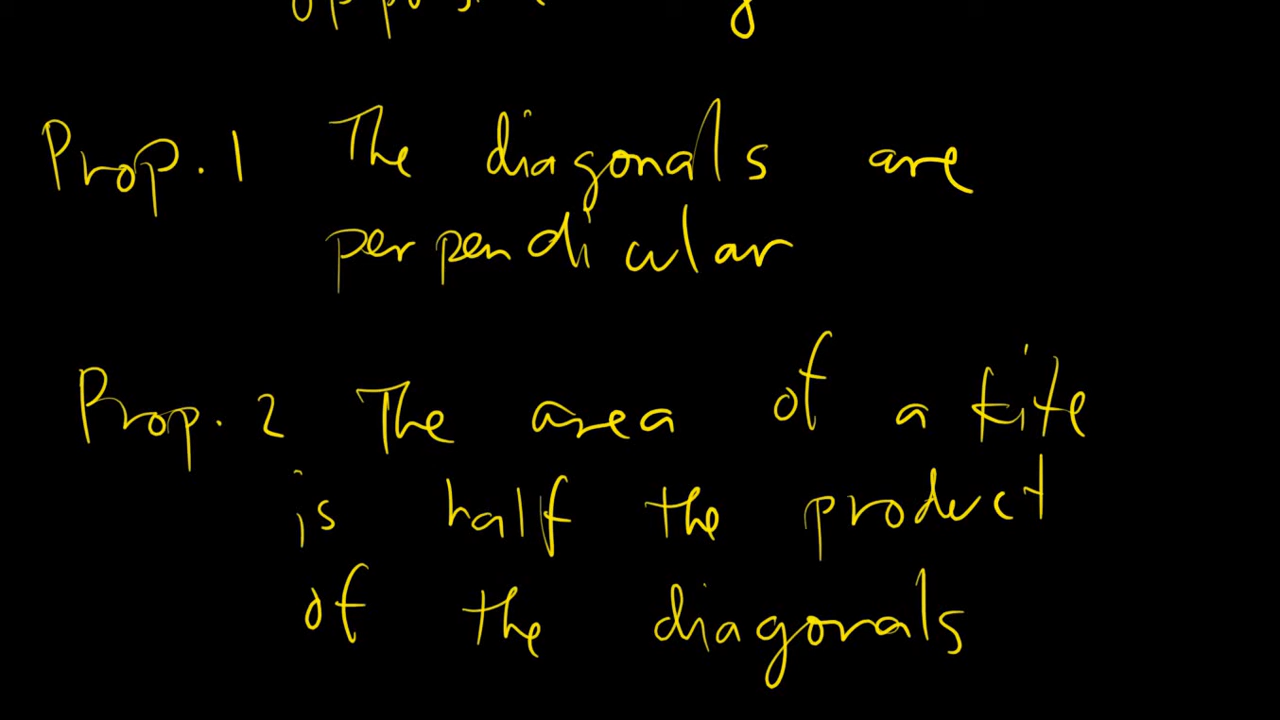 Prop. 1 The diagonals are
perpendicular
Prop. 2 The area of a kite
is half the product
of the diagonals